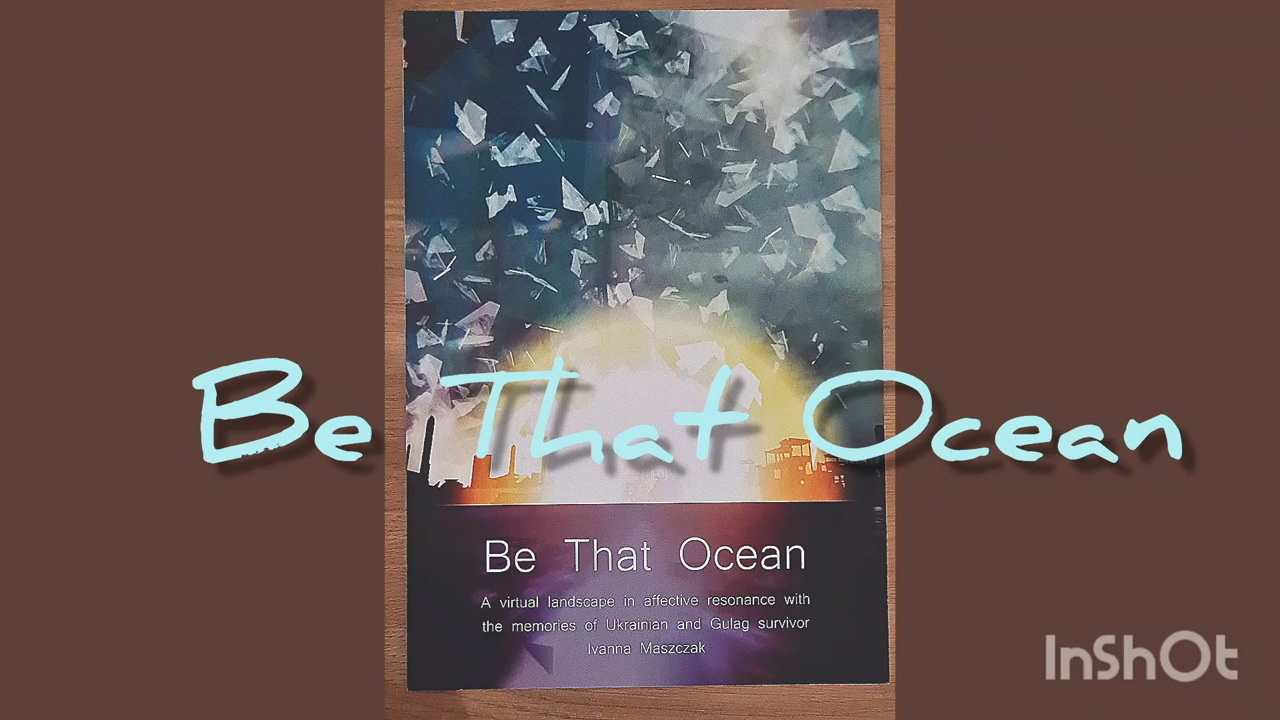 Be That Ocean
Be That Ocean
A virtual landscape in affective resonance with
the memories of Ukrainian and Gulag survivor
Ivanna Maszczak
InShOt